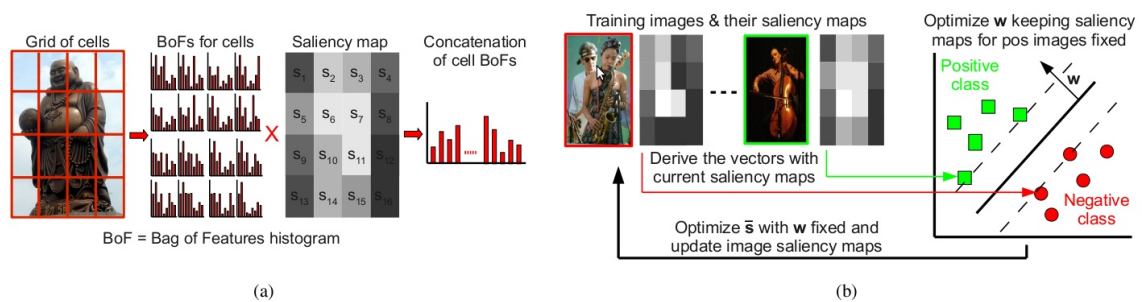 Grid of cells
BoFs for cells
Saliency map
Concatenation
of cell BoFs
S1 S2 S3 S4
S5 S6 S7 S8
X
S9 S10 S11 S12
S13 S14 S15 S16
BoF = Bag of Features histogram
(a)
Training images & their saliency maps
Optimize w keeping saliency
maps for pos images fixed
Positive
class
w
Derive the vectors with
current saliency maps
Negative
class
Optimize s̄ with w fixed and
update image saliency maps
(b)